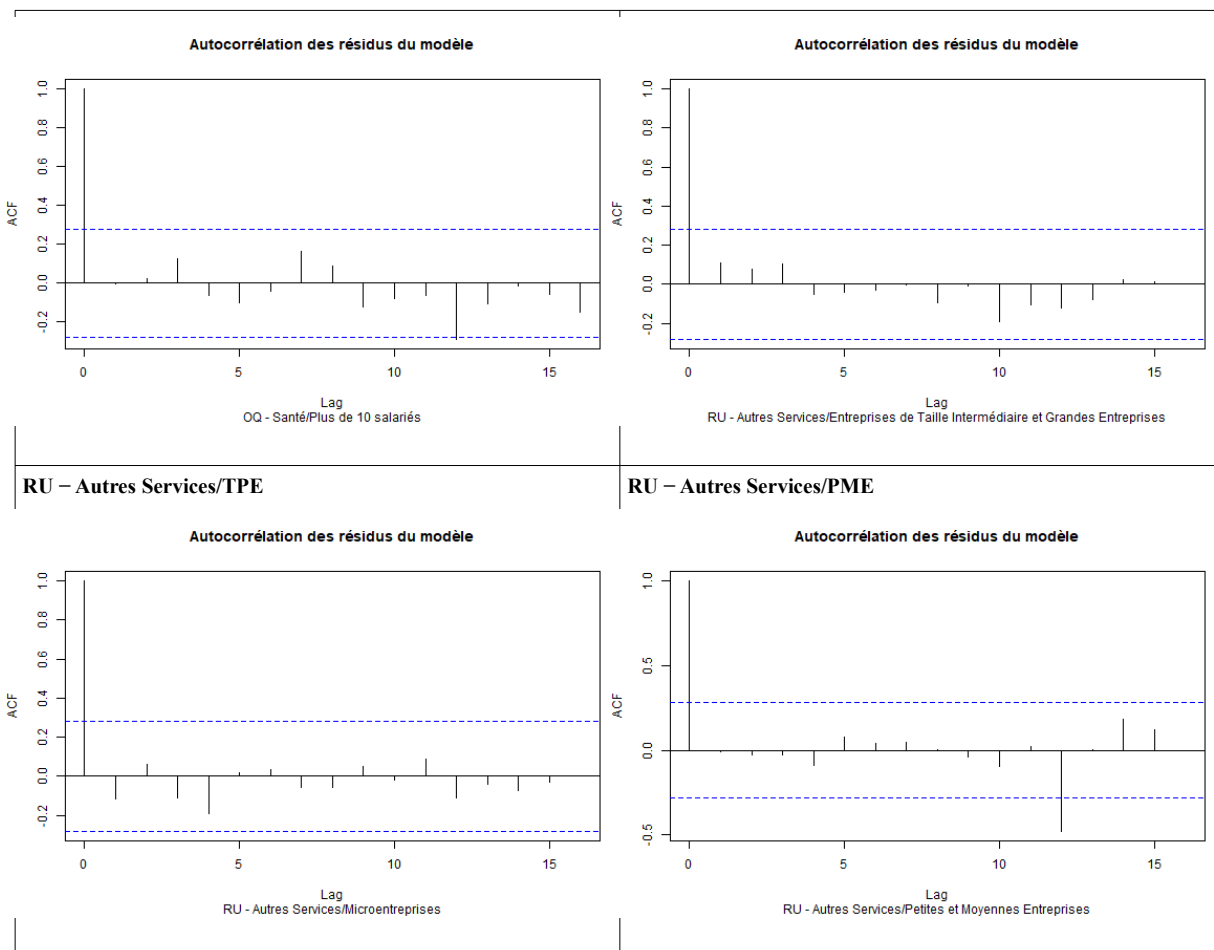 Autocorrélation des résidus du modèle
ACF
1.0
0.8
0.6
0.4
0.2
0.0
-0.2
0 5 10 15
Lag
OQ - Santé/Plus de 10 salariés
Autocorrélation des résidus du modèle
ACF
1.0
0.8
0.6
0.4
0.2
0.0
-0.2
0 5 10 15
Lag
RU - Autres Services/Entreprises de Taille Intermédiaire et Grandes Entreprises
RU − Autres Services/TPE
RU − Autres Services/PME
Autocorrélation des résidus du modèle
ACF
1.0
0.8
0.6
0.4
0.2
0.0
-0.2
0 5 10 15
Lag
RU - Autres Services/Microentreprises
Autocorrélation des résidus du modèle
ACF
1.0
0.5
0.0
-0.5
0 5 10 15
Lag
RU - Autres Services/Petites et Moyennes Entreprises